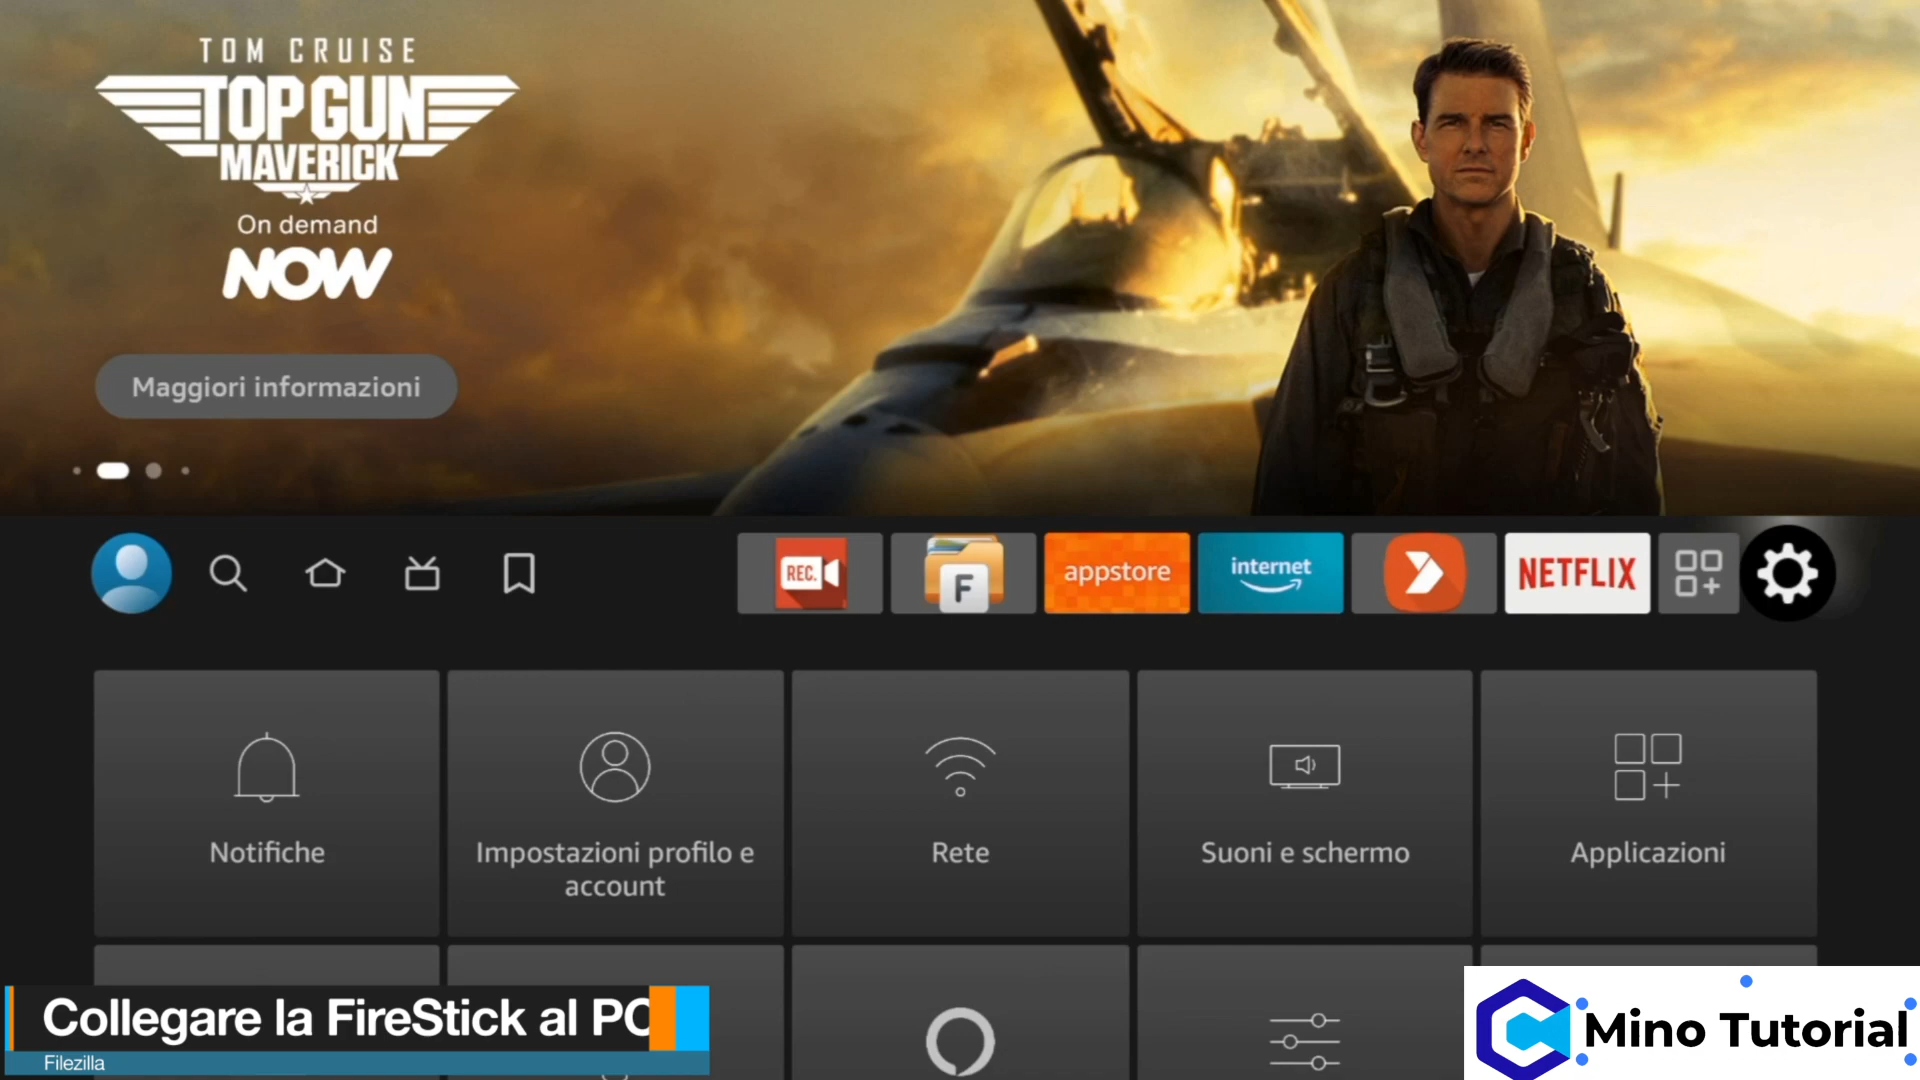 TOM CRUISE
TOP GUN
MAVERICK
On demand
NOW
Maggiori informazioni
REC.
F
appstore
internet
NETFLIX
Notifiche
Impostazioni profilo e
account
Rete
Suoni e schermo
Applicazioni
Collegare la FireStick al PC
Filezilla
Mino Tutorial